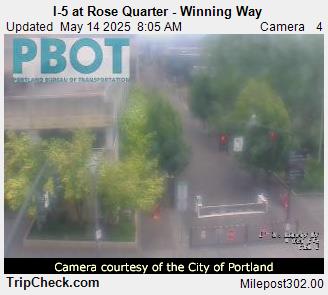 I-5 at Rose Quarter - Winning Way
Updated May 14 2025 8:05 AM Camera 4
PBOT
PORTLAND BUREAU OF TRANSPORTATION
Camera courtesy of the City of Portland
TripCheck.com Milepost302.00